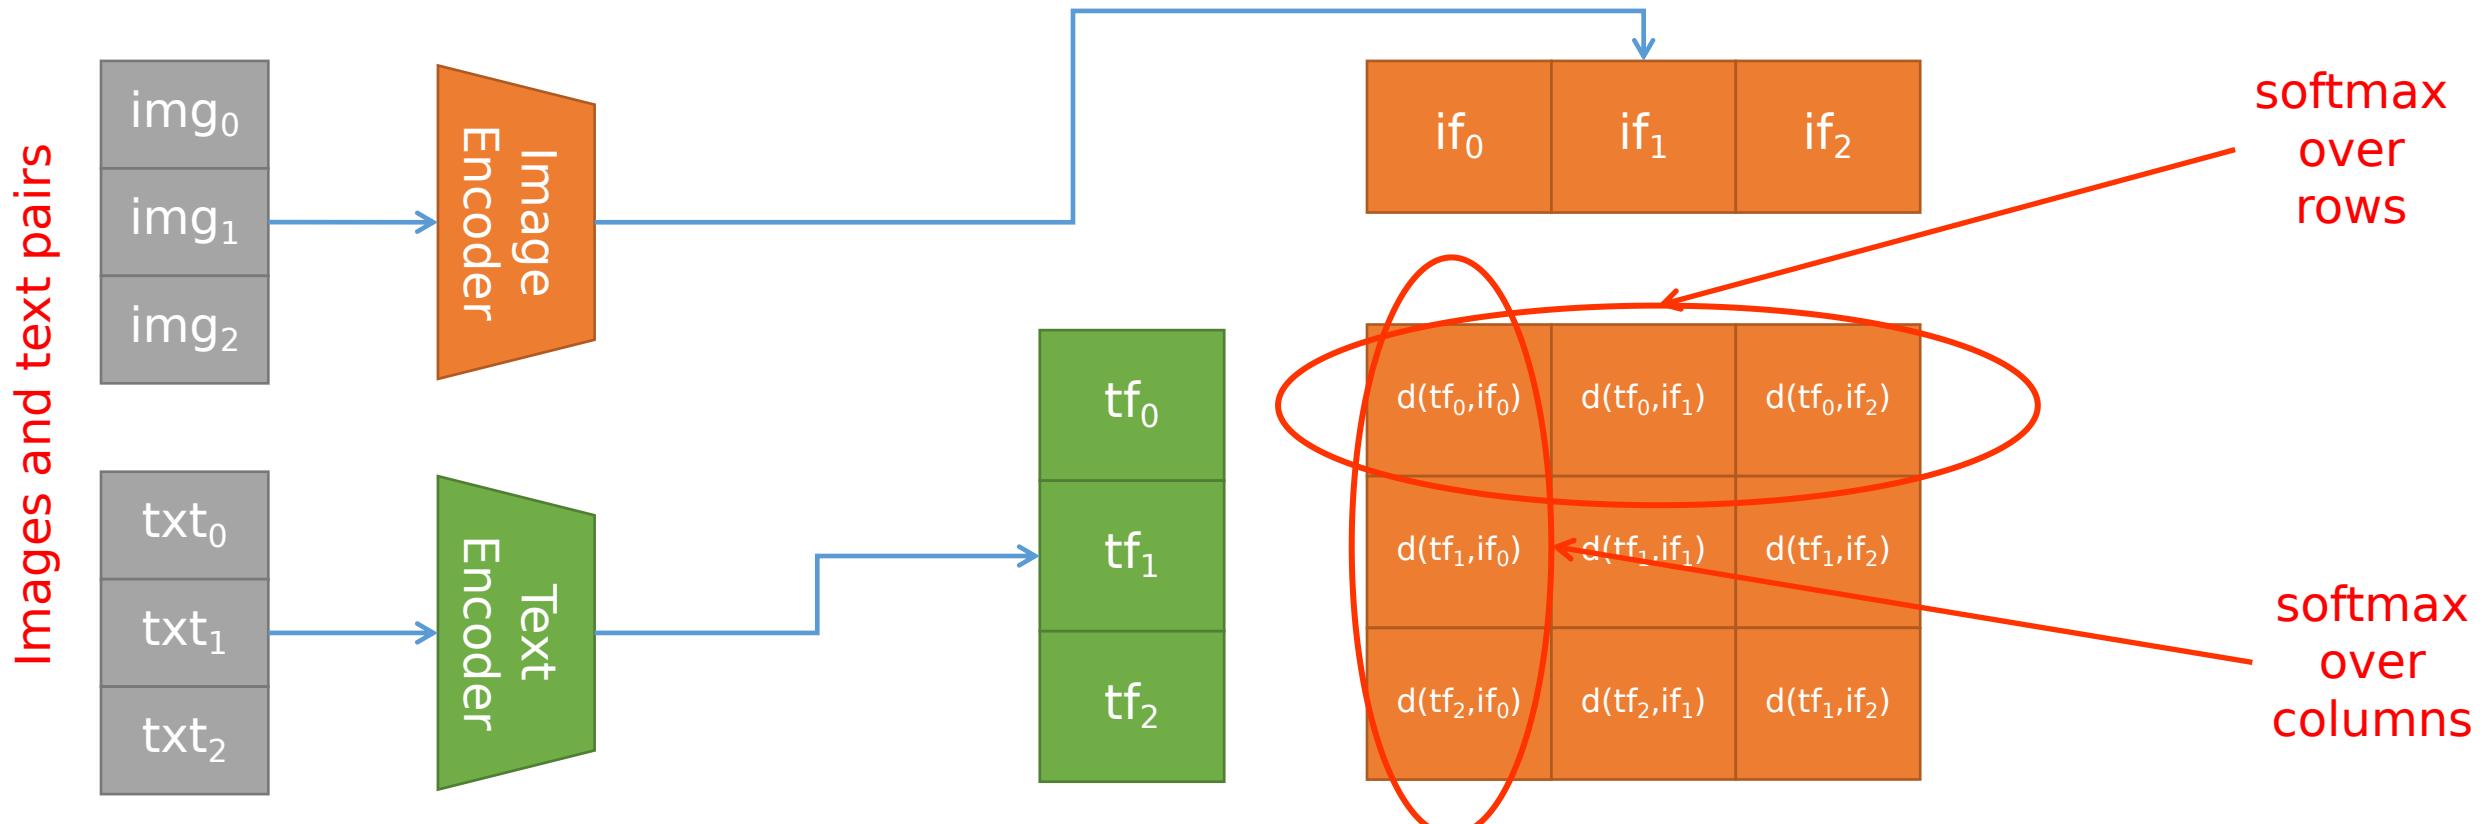 Images and text pairs
img0
img1
img2
Image
Encoder
if0
if1
if2
softmax
over
rows
txt0
txt1
txt2
Text
Encoder
tf0
tf1
tf2
d(tf0,if0)
d(tf0,if1)
d(tf0,if2)
d(tf1,if0)
d(tf1,if1)
d(tf1,if2)
d(tf2,if0)
d(tf2,if1)
d(tf1,if2)
softmax
over
columns